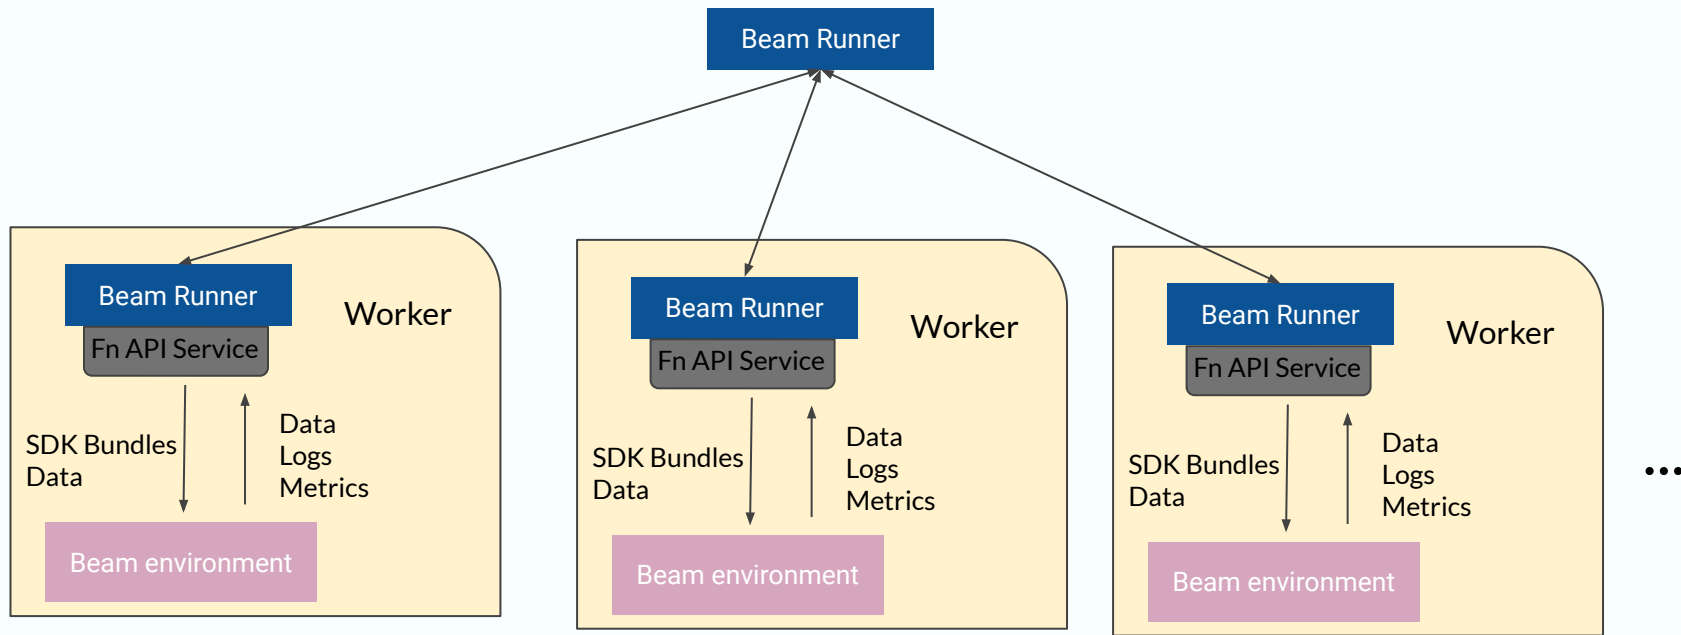 Beam Runner
Beam Runner
Worker
Fn API Service
SDK Bundles
Data
Data
Logs
Metrics
Beam environment
Beam Runner
Worker
Fn API Service
SDK Bundles
Data
Data
Logs
Metrics
Beam environment
Beam Runner
Worker
Fn API Service
SDK Bundles
Data
Data
Logs
Metrics
Beam environment
...